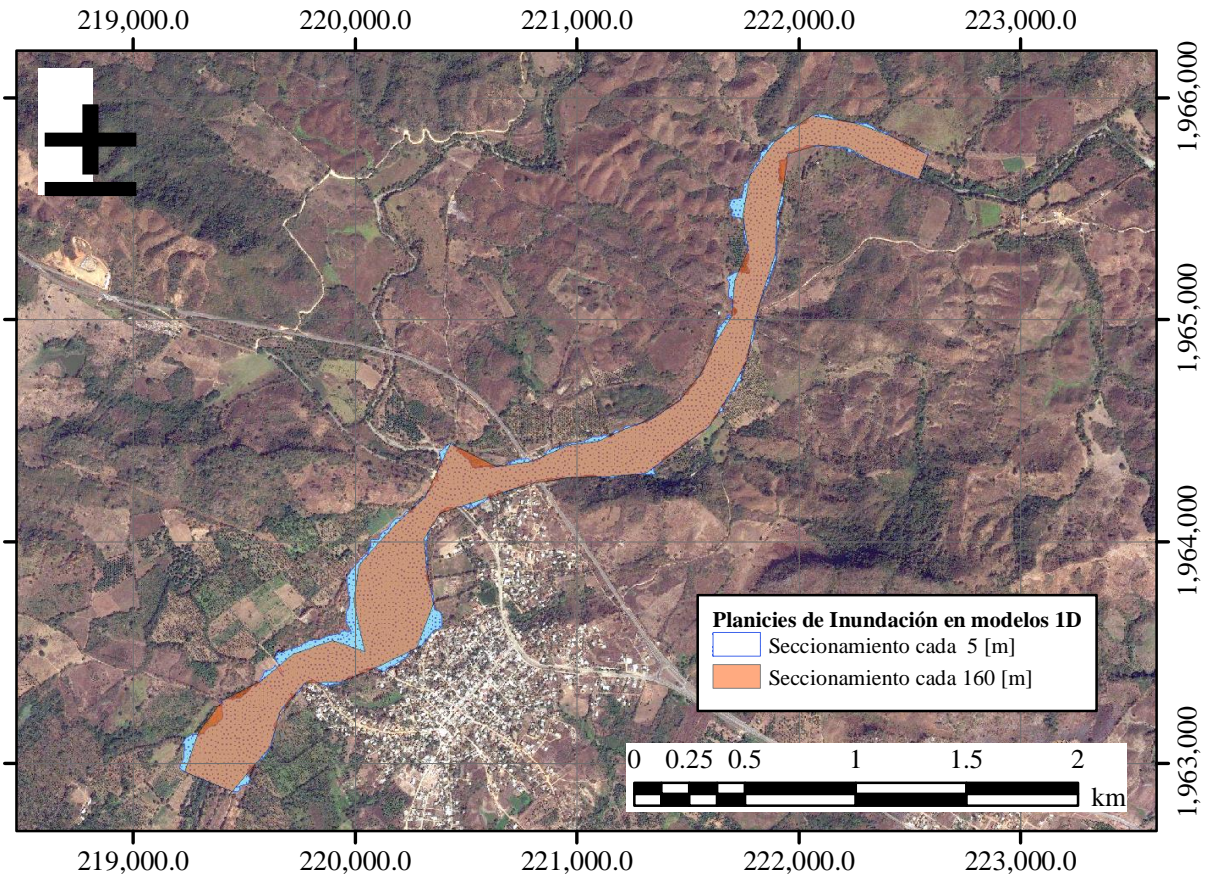 219,000.0 220,000.0 221,000.0 222,000.0 223,000.0
1,966,000
1,965,000
1,964,000
1,963,000
Planicies de Inundación en modelos 1D
Seccionamiento cada 5 [m]
Seccionamiento cada 160 [m]
0 0.25 0.5 1 1.5 2
km
219,000.0 220,000.0 221,000.0 222,000.0 223,000.0